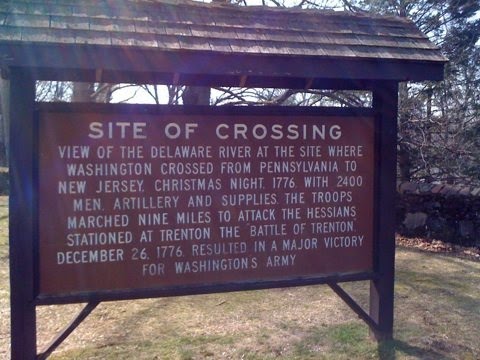 SITE OF CROSSING
VIEW OF THE DELAWARE RIVER AT THE SITE WHERE
WASHINGTON CROSSED FROM PENNSYLVANIA TO
NEW JERSEY, CHRISTMAS NIGHT, 1776, WITH 2400
MEN, ARTILLERY AND SUPPLIES. THE TROOPS
MARCHED NINE MILES TO ATTACK THE HESSIANS
STATIONED AT TRENTON. THE "BATTLE OF TRENTON,"
DECEMBER 26, 1776, RESULTED IN A MAJOR VICTORY
FOR WASHINGTON'S ARMY